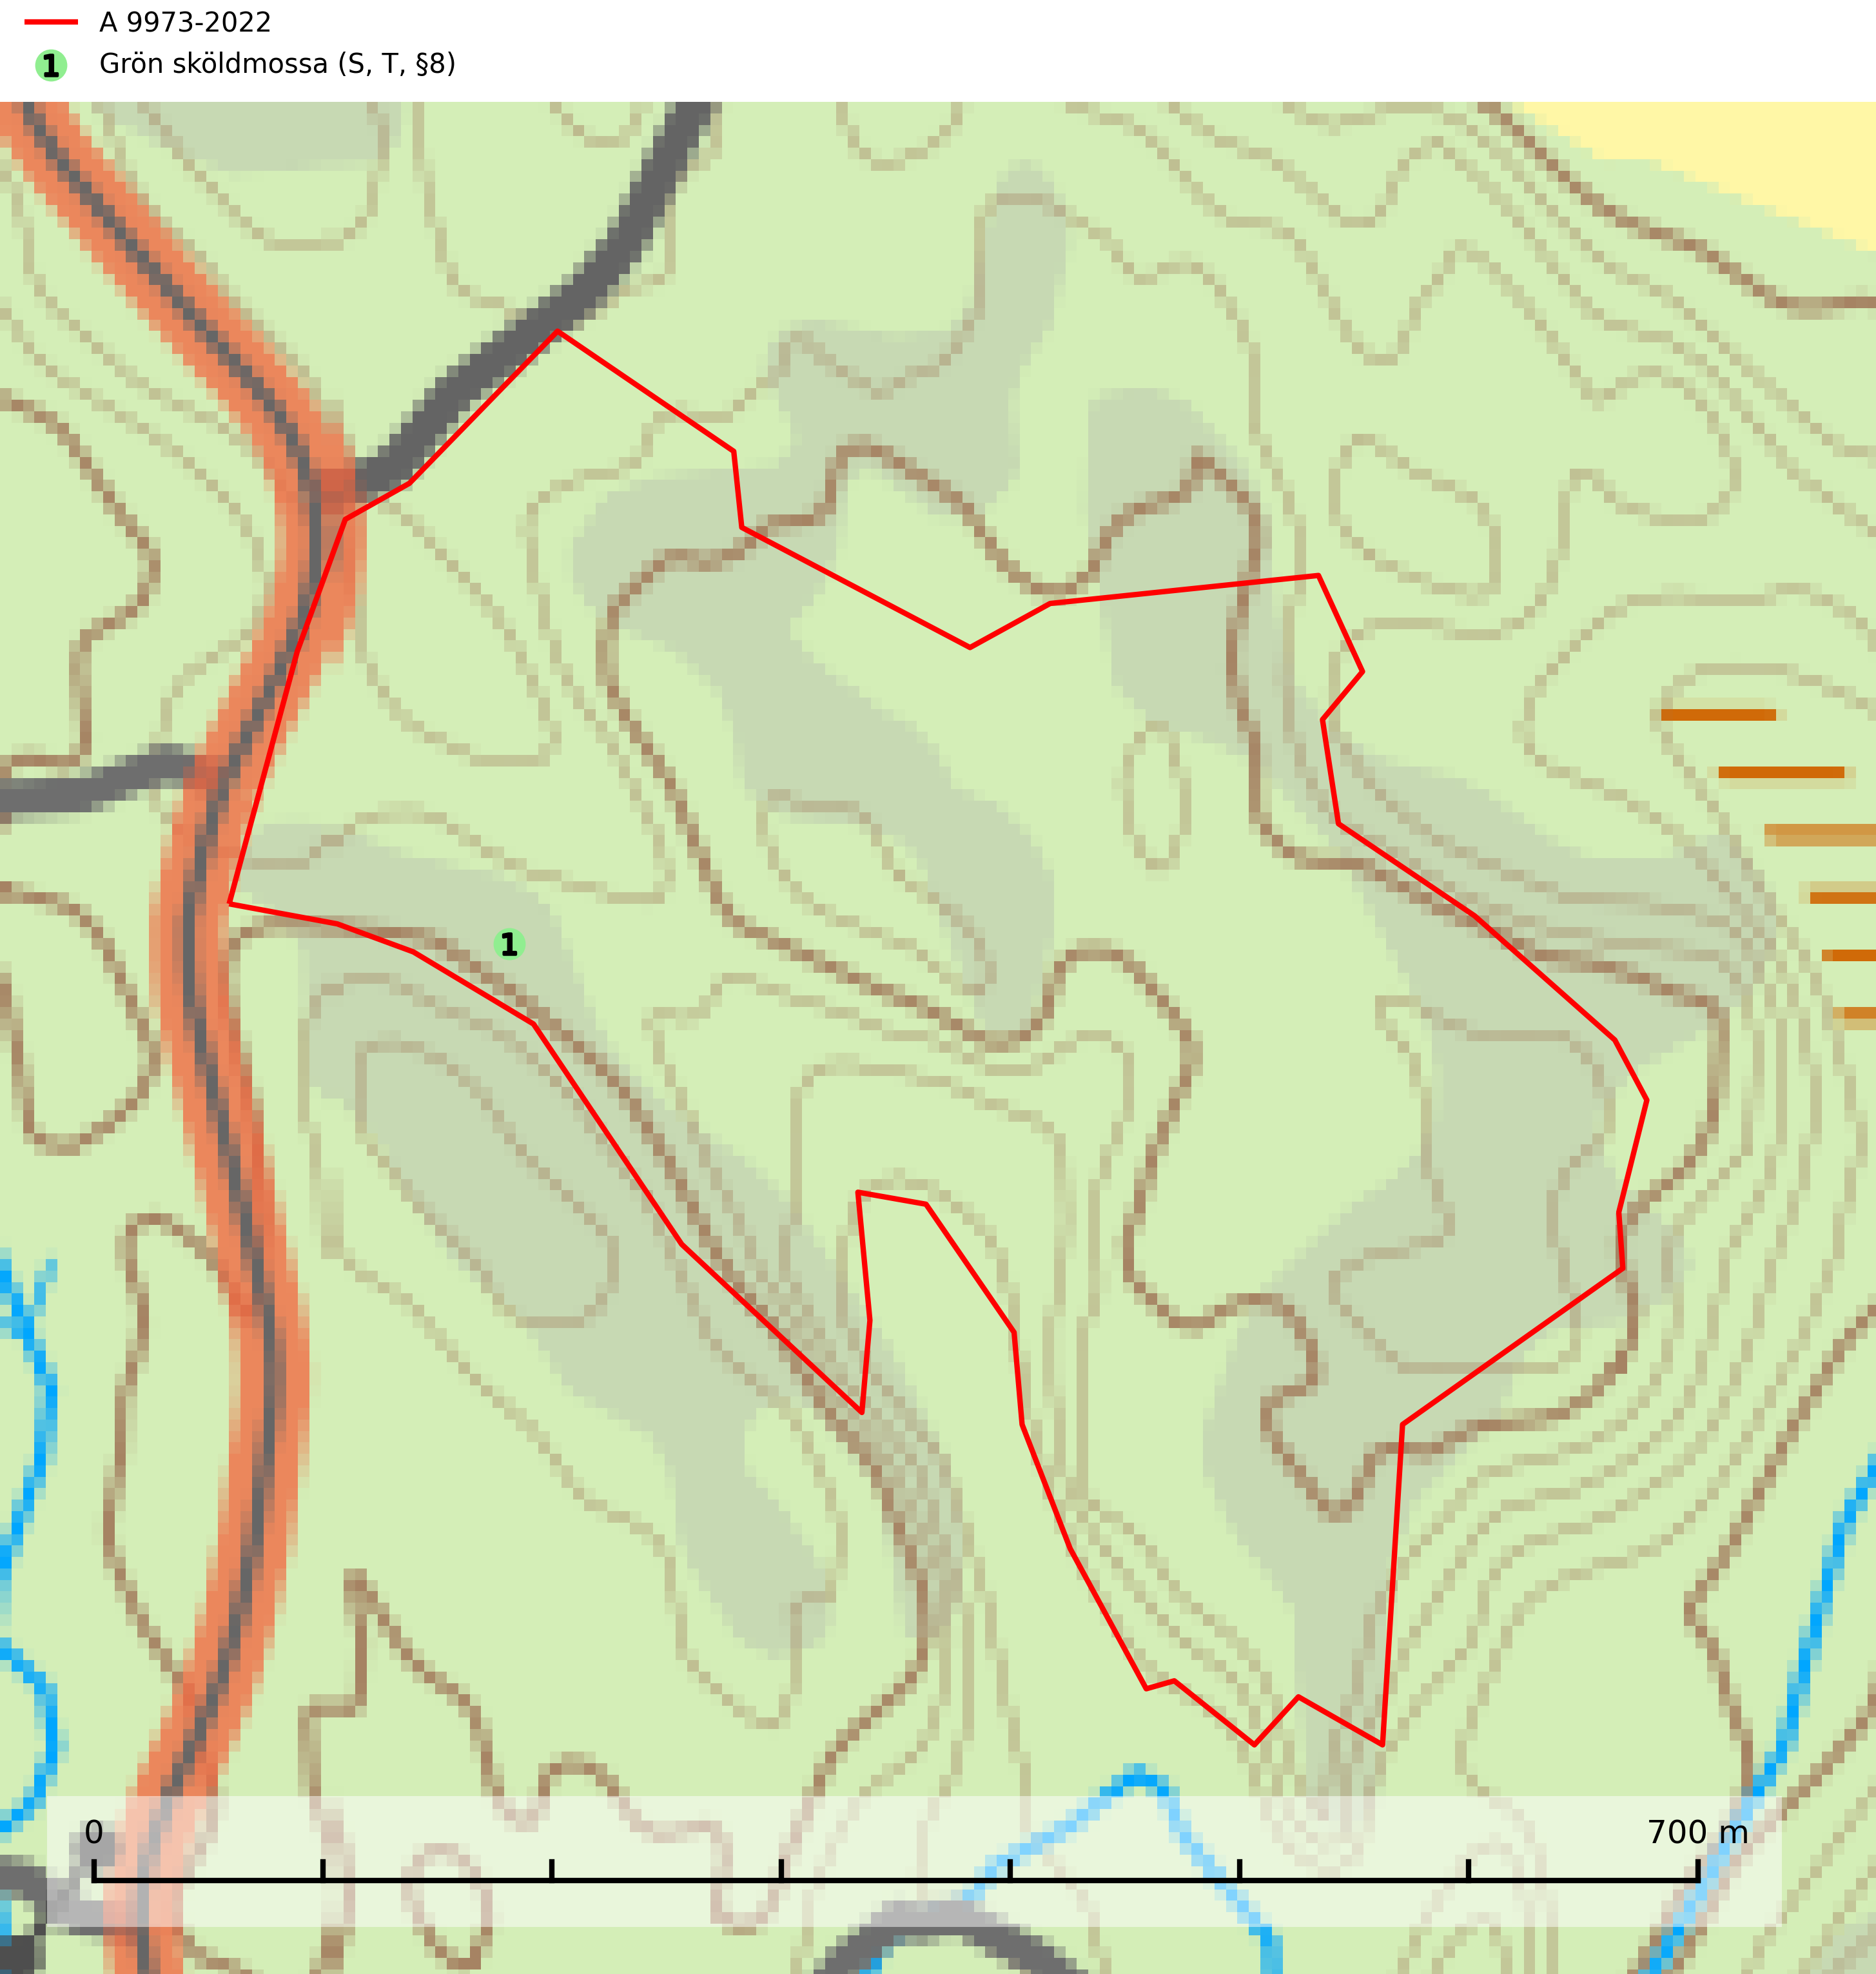 A 9973-2022
1 Grön sköldmossa (S, T, §8)
1
0 700 m